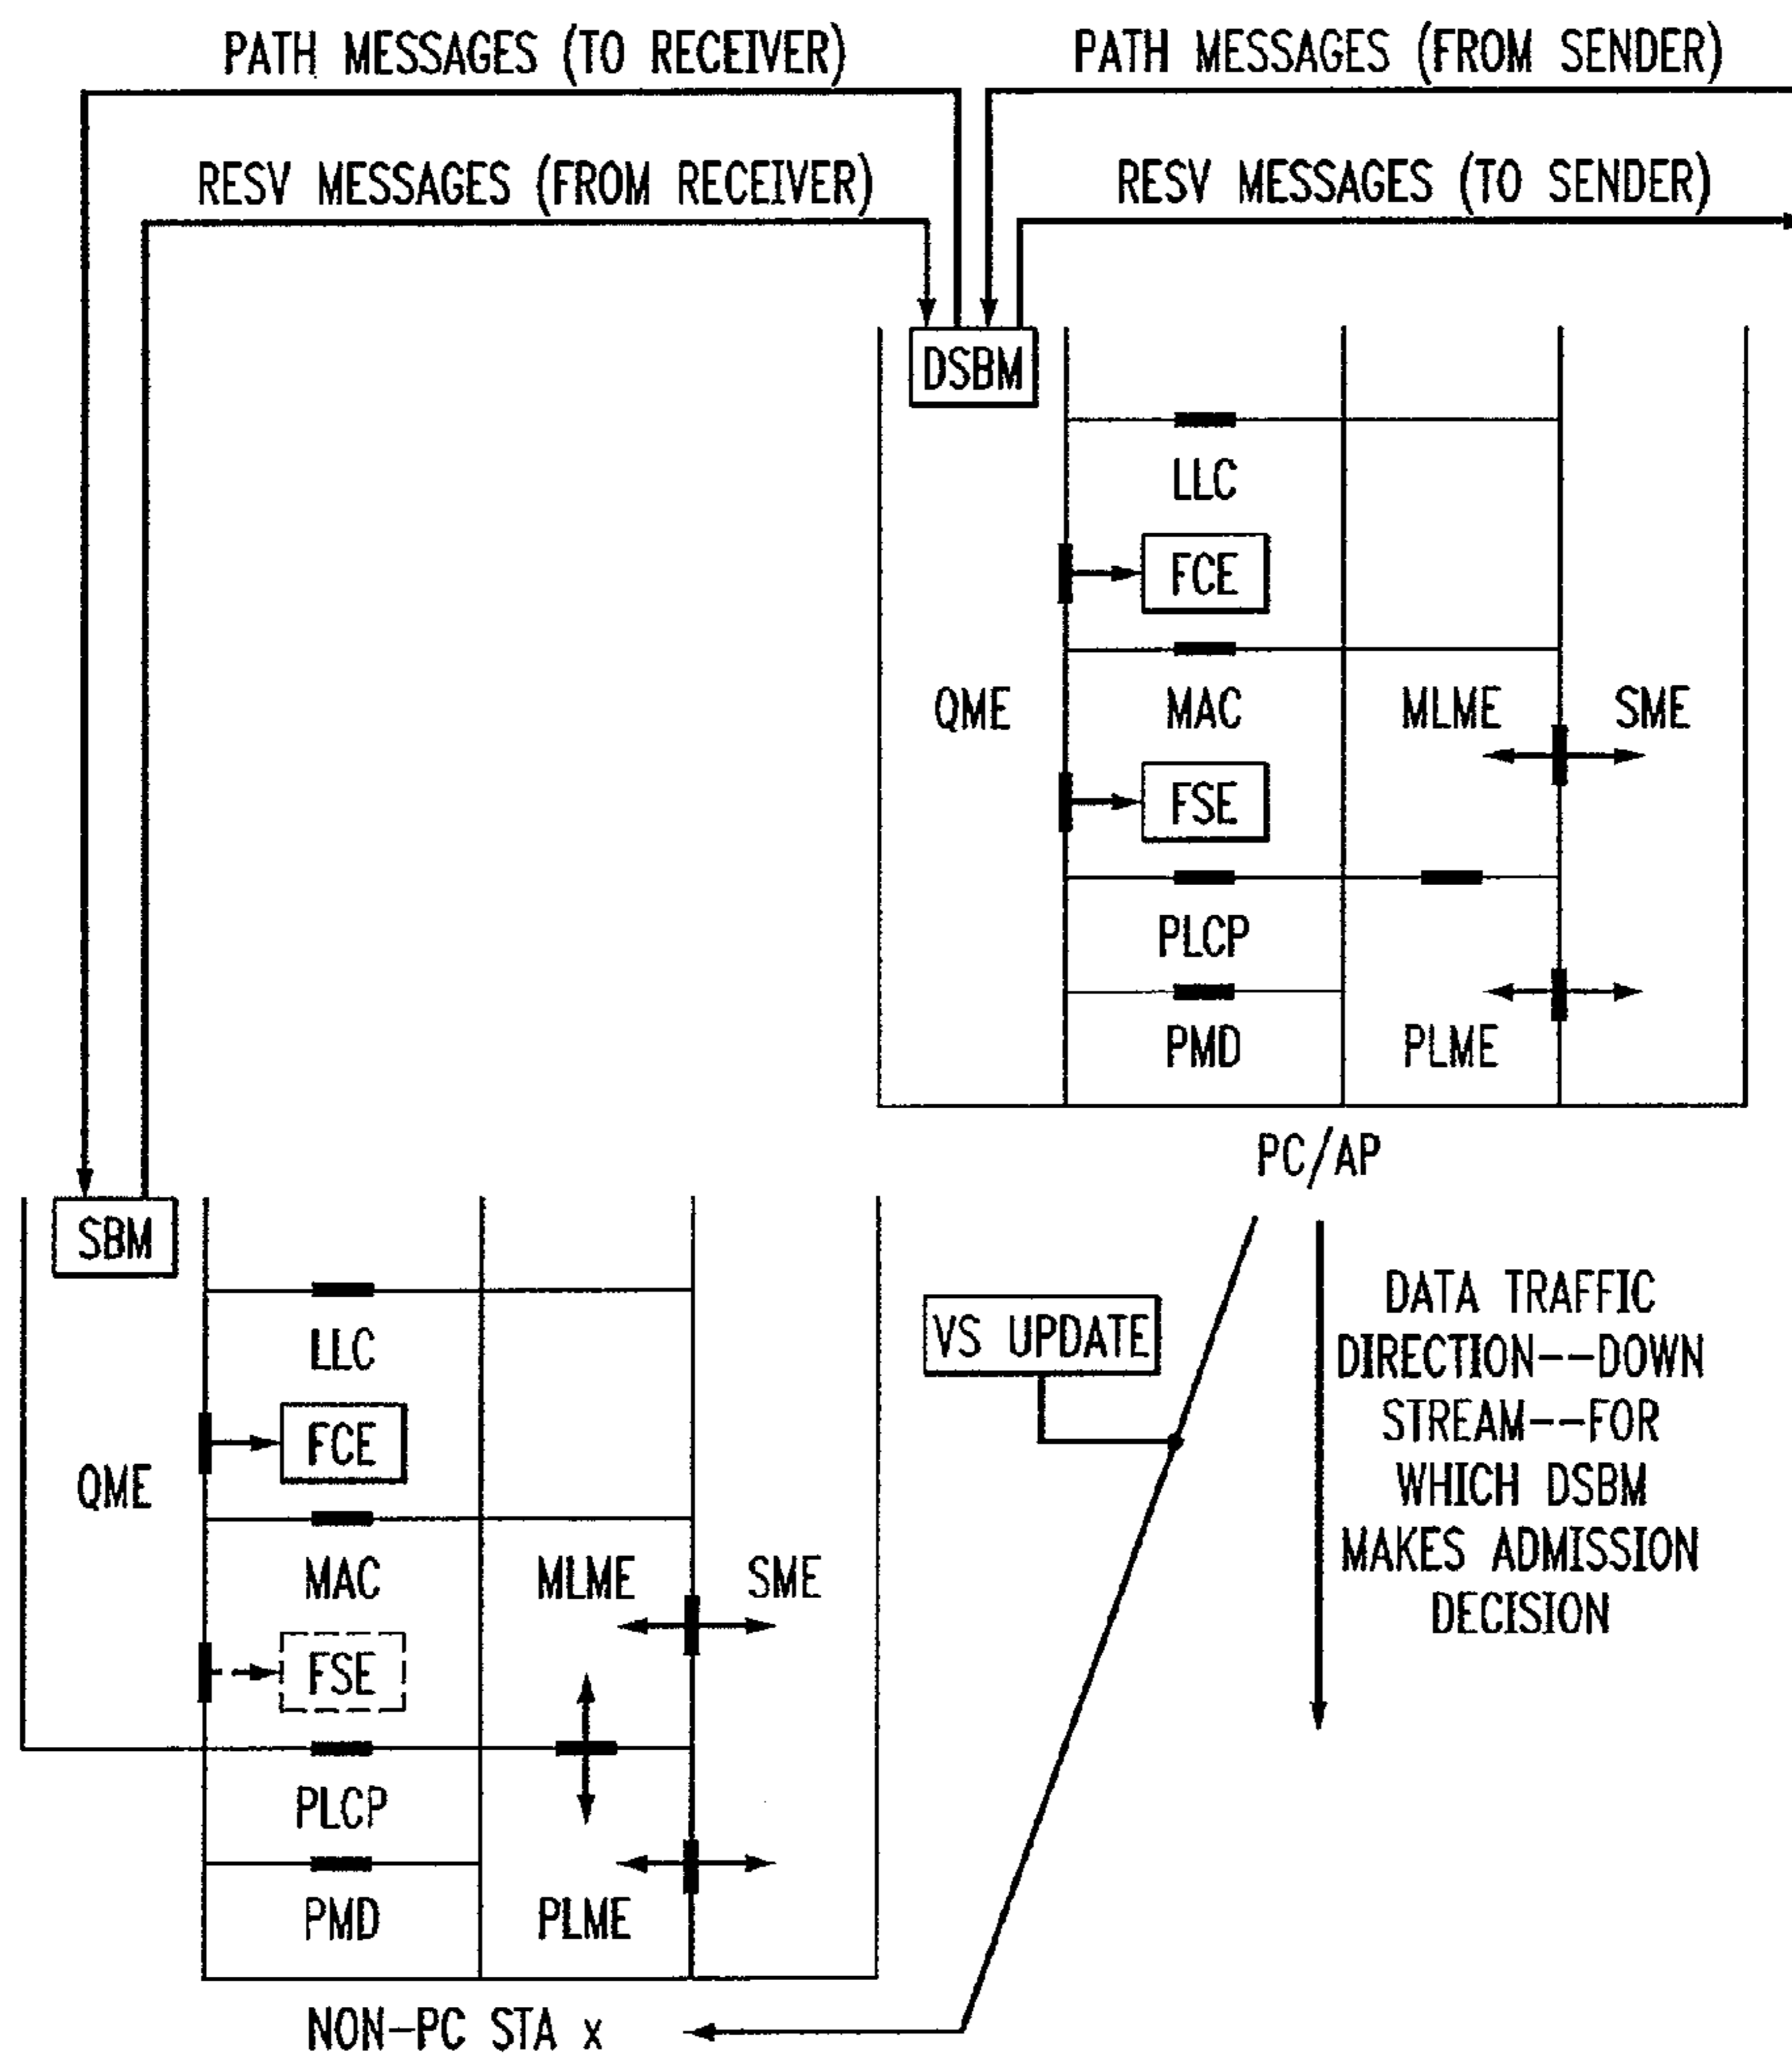 PATH MESSAGES (TO RECEIVER)
PATH MESSAGES (FROM SENDER)
RESV MESSAGES (FROM RECEIVER)
RESV MESSAGES (TO SENDER)
DSBM
LLC
FCE
QME
MAC
MLME
SME
FSE
PLCP
PMD
PLME
PC/AP
SBM
LLC
FCE
QME
MAC
MLME
SME
FSE
PLCP
PMD
PLME
NON-PC STA x
VS UPDATE
DATA TRAFFIC
DIRECTION--DOWN
STREAM--FOR
WHICH DSBM
MAKES ADMISSION
DECISION